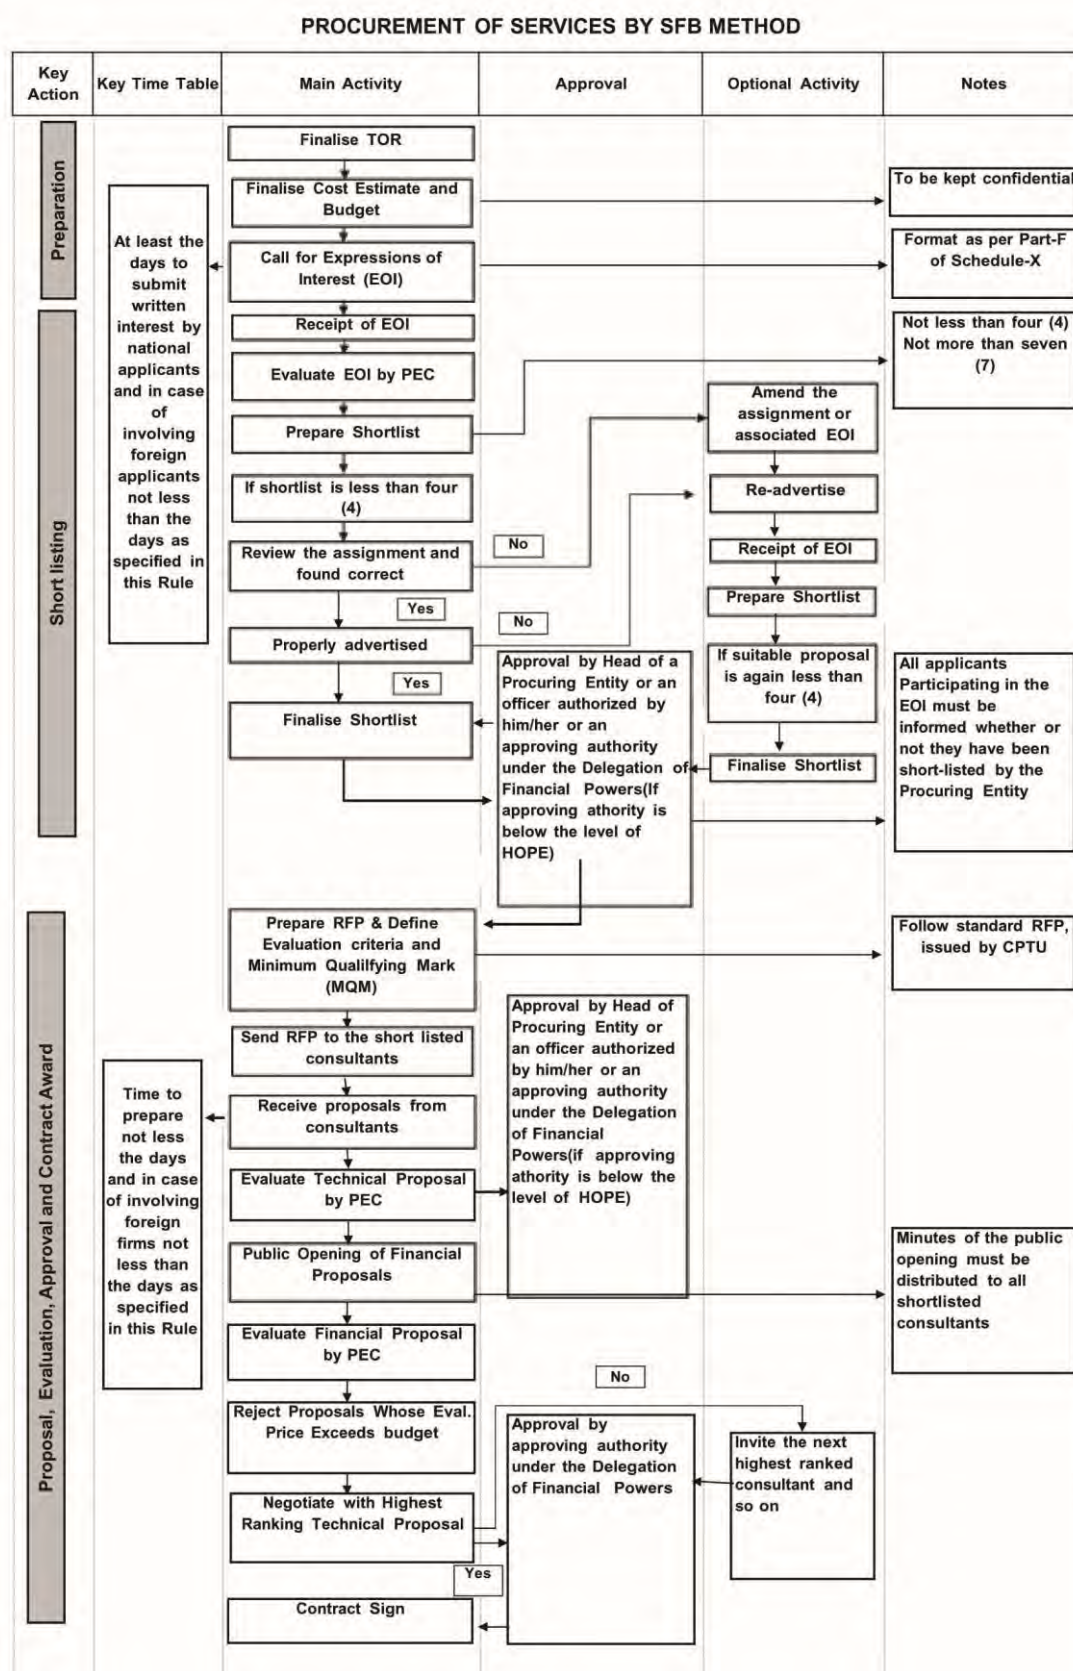 PROCUREMENT OF SERVICES BY SFB METHOD
Key
Action
Key Time Table
Main Activity
Approval
Optional Activity
Notes
Preparation
Finalise TOR
Finalise Cost Estimate and
Budget
To be kept confidential
At least the
days to
submit
written
interest by
national
applicants
and in case
of
involving
foreign
applicants
not less
than the
days as
specified in
this Rule
Call for Expressions of
Interest (EOI)
Format as per Part-F
of Schedule-X
Short listing
Receipt of EOI
Evaluate EOI by PEC
Prepare Shortlist
Not less than four (4)
Not more than seven
(7)
If shortlist is less than four
(4)
Review the assignment and
found correct
No
Yes
Properly advertised
No
Yes
Finalise Shortlist
Amend the
assignment or
associated EOI
Re-advertise
Receipt of EOI
Prepare Shortlist
If suitable proposal
is again less than
four (4)
Finalise Shortlist
Approval by Head of a
Procuring Entity or an
officer authorized by
him/her or an
approving authority
under the Delegation of
Financial Powers(If
approving athority is
below the level of
HOPE)
All applicants
Participating in the
EOI must be
informed whether or
not they have been
short-listed by the
Procuring Entity
Proposal, Evaluation, Approval and Contract Award
Prepare RFP & Define
Evaluation criteria and
Minimum Qualilfying Mark
(MQM)
Follow standard RFP,
issued by CPTU
Send RFP to the short listed
consultants
Receive proposals from
consultants
Time to
prepare
not less
the days
and in case
of involving
foreign
firms not
less than
the days as
specified
in this Rule
Evaluate Technical Proposal
by PEC
Approval by Head of
Procuring Entity or
an officer authorized
by him/her or an
approving authority
under the Delegation
of Financial
Powers(if approving
athority is below the
level of HOPE)
Public Opening of Financial
Proposals
Minutes of the public
opening must be
distributed to all
shortlisted
consultants
Evaluate Financial Proposal
by PEC
Reject Proposals Whose Eval.
Price Exceeds budget
Negotiate with Highest
Ranking Technical Proposal
No
Approval by
approving authority
under the Delegation
of Financial Powers
Invite the next
highest ranked
consultant and
so on
Yes
Contract Sign